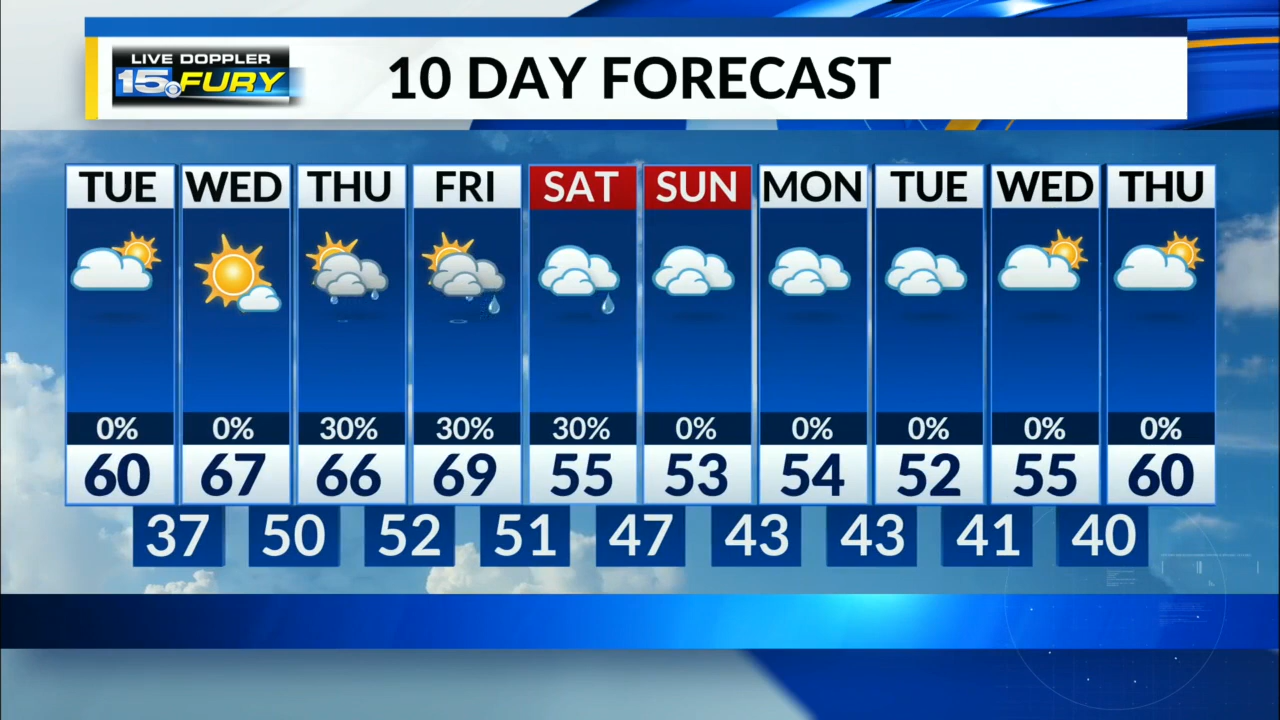 LIVE DOPPLER
15 FURY
10 DAY FORECAST
TUE WED THU FRI SAT SUN MON TUE WED THU
0% 0% 30% 30% 30% 0% 0% 0% 0% 0%
60 67 66 69 55 53 54 52 55 60
37 50 52 51 47 43 43 41 40